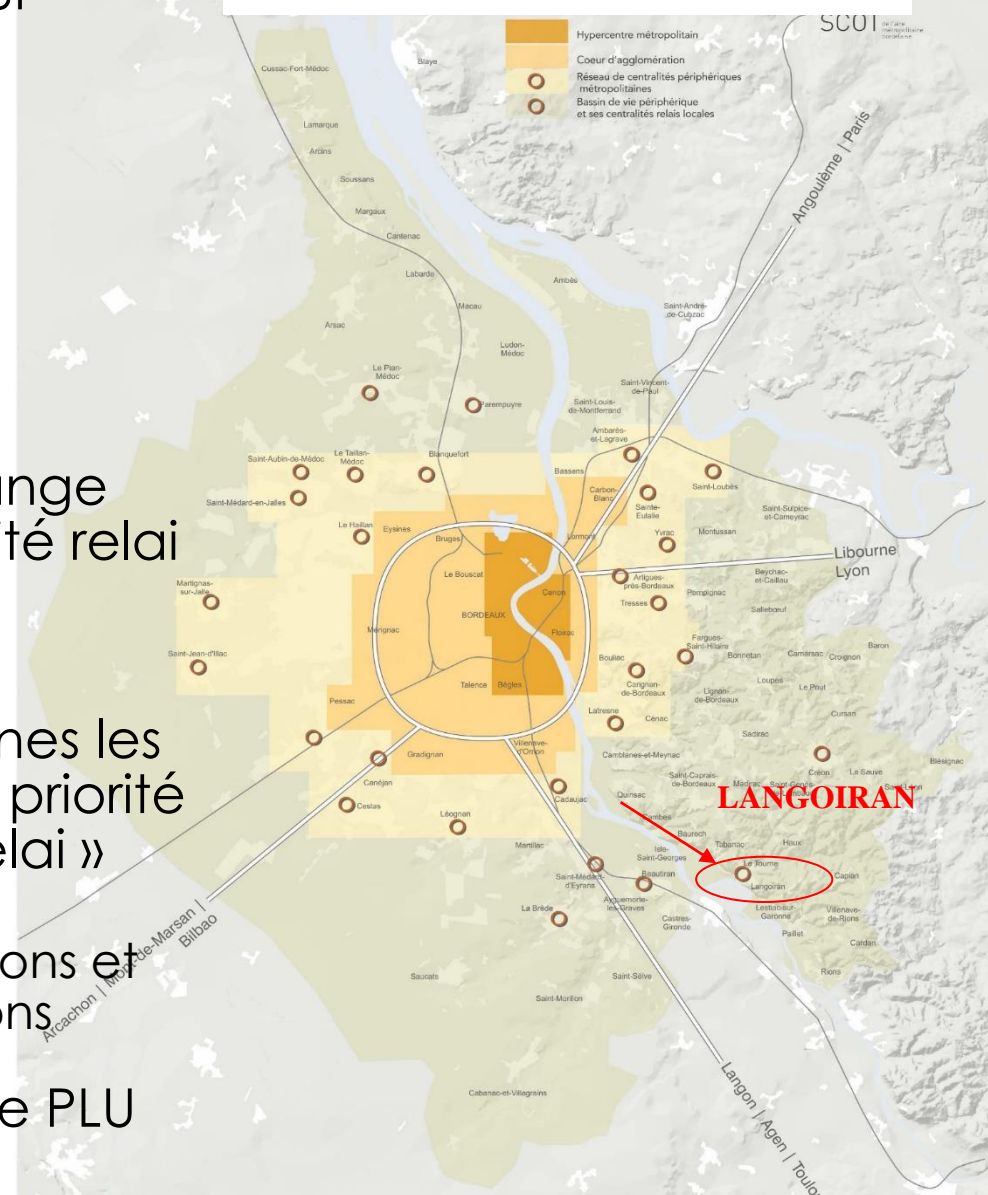 SCOT de l'aire
métropolitaine
bordelaise
Hypercentre métropolitain
Coeur d'agglomération
Réseau de centralités périphériques
métropolitaines
Bassin de vie périphérique
et ses centralités relais locales
Blaye
Cussac-Fort-Médoc
Lamarque
Arcins
Soussans
Margaux
Cantenac
Labarde
Macau
Ambès
Angoulème | Paris
Saint-André-
de-Cubzac
Arsac
Ludon-
Médoc
Le Pian-
Médoc
Parempuyre
Saint-Vincent-
de-Paul
Saint-Louis-
de-Montferrand
Ambarès-
et-Lagrave
Saint-Aubin-de-Médoc
Le Taillan-
Médoc
Blanquefort
Bassens
Saint-Loubès
Saint-Médard-en-Jalles
Carbon-
Blanc
Sainte-
Eulalie
Saint-Sulpice-
et-Cameyrac
ange
ité relai
Le Haillan
Eysines
Bruges
Lormont
Yvrac
Montussan
Libourne
Lyon
Martignas-
sur-Jalle
Le Bouscat
Cenon
Artigues-
près-Bordeaux
Beychac-
et-Caillau
Pompignac
Tresses
Salleboeuf
BORDEAUX
Mérignac
Floirac
Fargues-
Saint-Hilaire
Bonnetan
Camarsac
Croignon
Baron
Saint-Jean-d'Illac
Bouliac
Talence
Bègles
Carignan-
de-Bordeaux
Lignan-
de-Bordeaux
Loupes
Le Pout
Pessac
Latresne
Cénac
Cursan
Sadirac
nes les
priorité
elai »
Villenave-
d'Ornon
Gradignan
Camblanes-et-Meynac
Créon
La Sauve
Blésignac
Canéjan
Cadaujac
Saint-Caprais-
de-Bordeaux
Madirac
Quinsac
LANGOIRAN
Cestas
Léognan
Cambes
Baurech
Martillac
Isle-
Saint-Georges
Tabanac
Haux
Saint-Médard-
d'Eyrans
Beautiran
Le Tourne
Langoiran
Capian
Ayguemorte-
les-Graves
La Brède
Castres-
Gironde
Lestiac-sur-
Garonne
Villenave-
de-Rions
Paillet
Cardan
Arcachon | Mont-de-Marsan |
Bilbao
ons et
ons
Saucats
Saint-Selve
Rions
Saint-Morillon
e PLU
Cabanac-et-Villagrains
Langon | Agen | Toulou